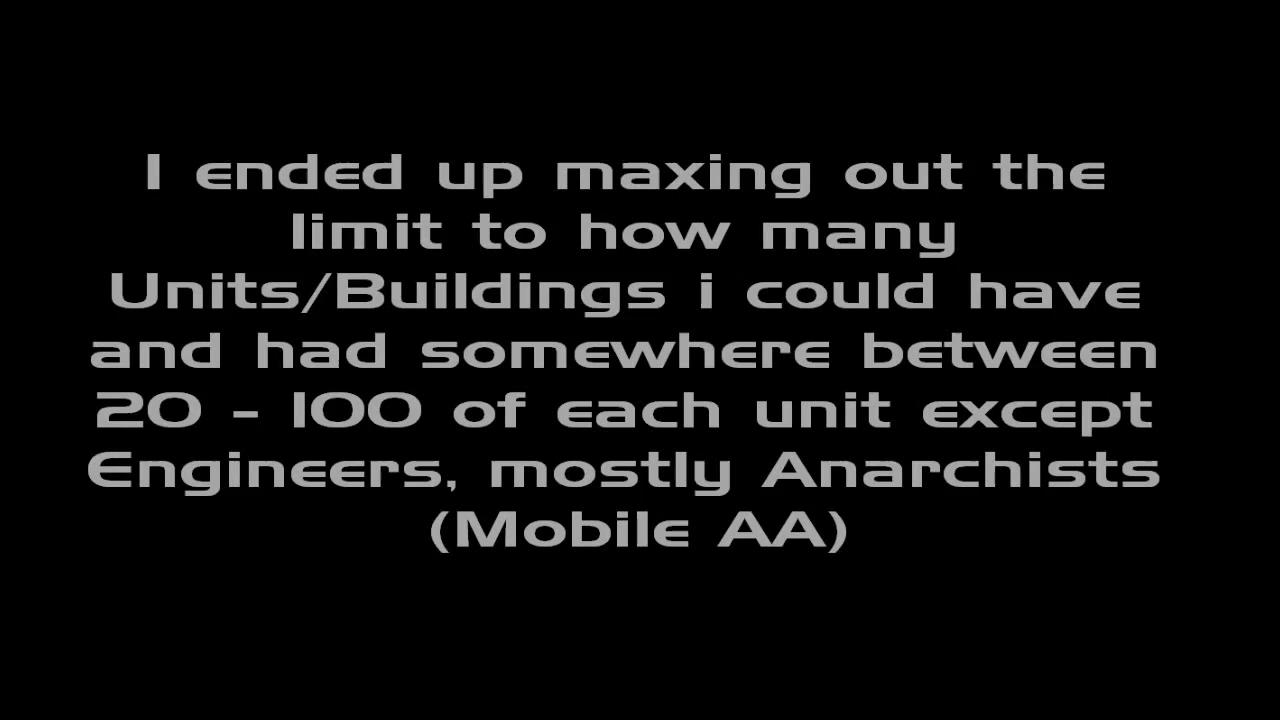 I ended up maxing out the
limit to how many
Units/Buildings i could have
and had somewhere between
20 - 100 of each unit except
Engineers, mostly Anarchists
(Mobile AA)